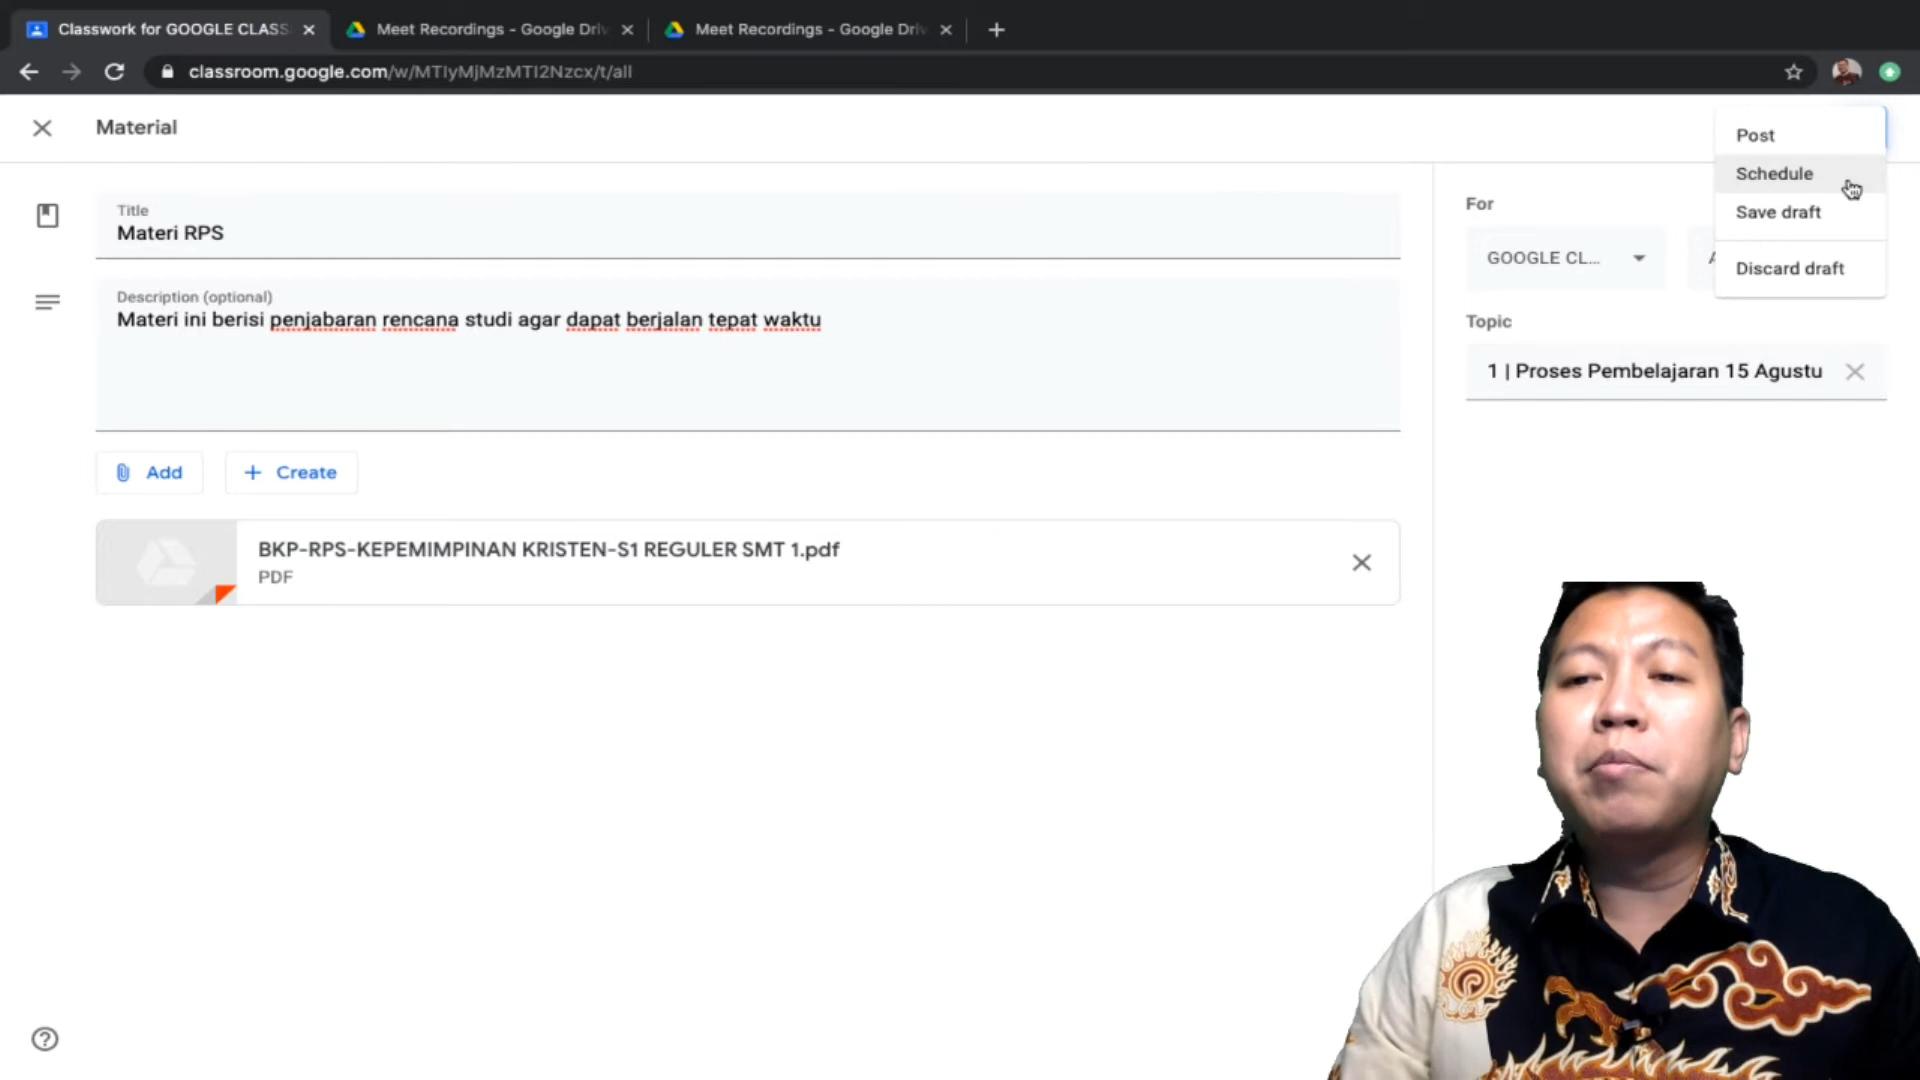 Classwork for GOOGLE CLASS
Meet Recordings - Google Driv
Meet Recordings - Google Driv
classroom.google.com/w/MTIyMjMzMTI2Nzcx/t/all
Material
Post
Schedule
Save draft
Discard draft
Title
Materi RPS
Description (optional)
Materi ini berisi penjabaran rencana studi agar dapat berjalan tepat waktu
Add
Create
BKP-RPS-KEPEMIMPINAN KRISTEN-S1 REGULER SMT 1.pdf
PDF
For
GOOGLE CL...
Topic
1 | Proses Pembelajaran 15 Agustu